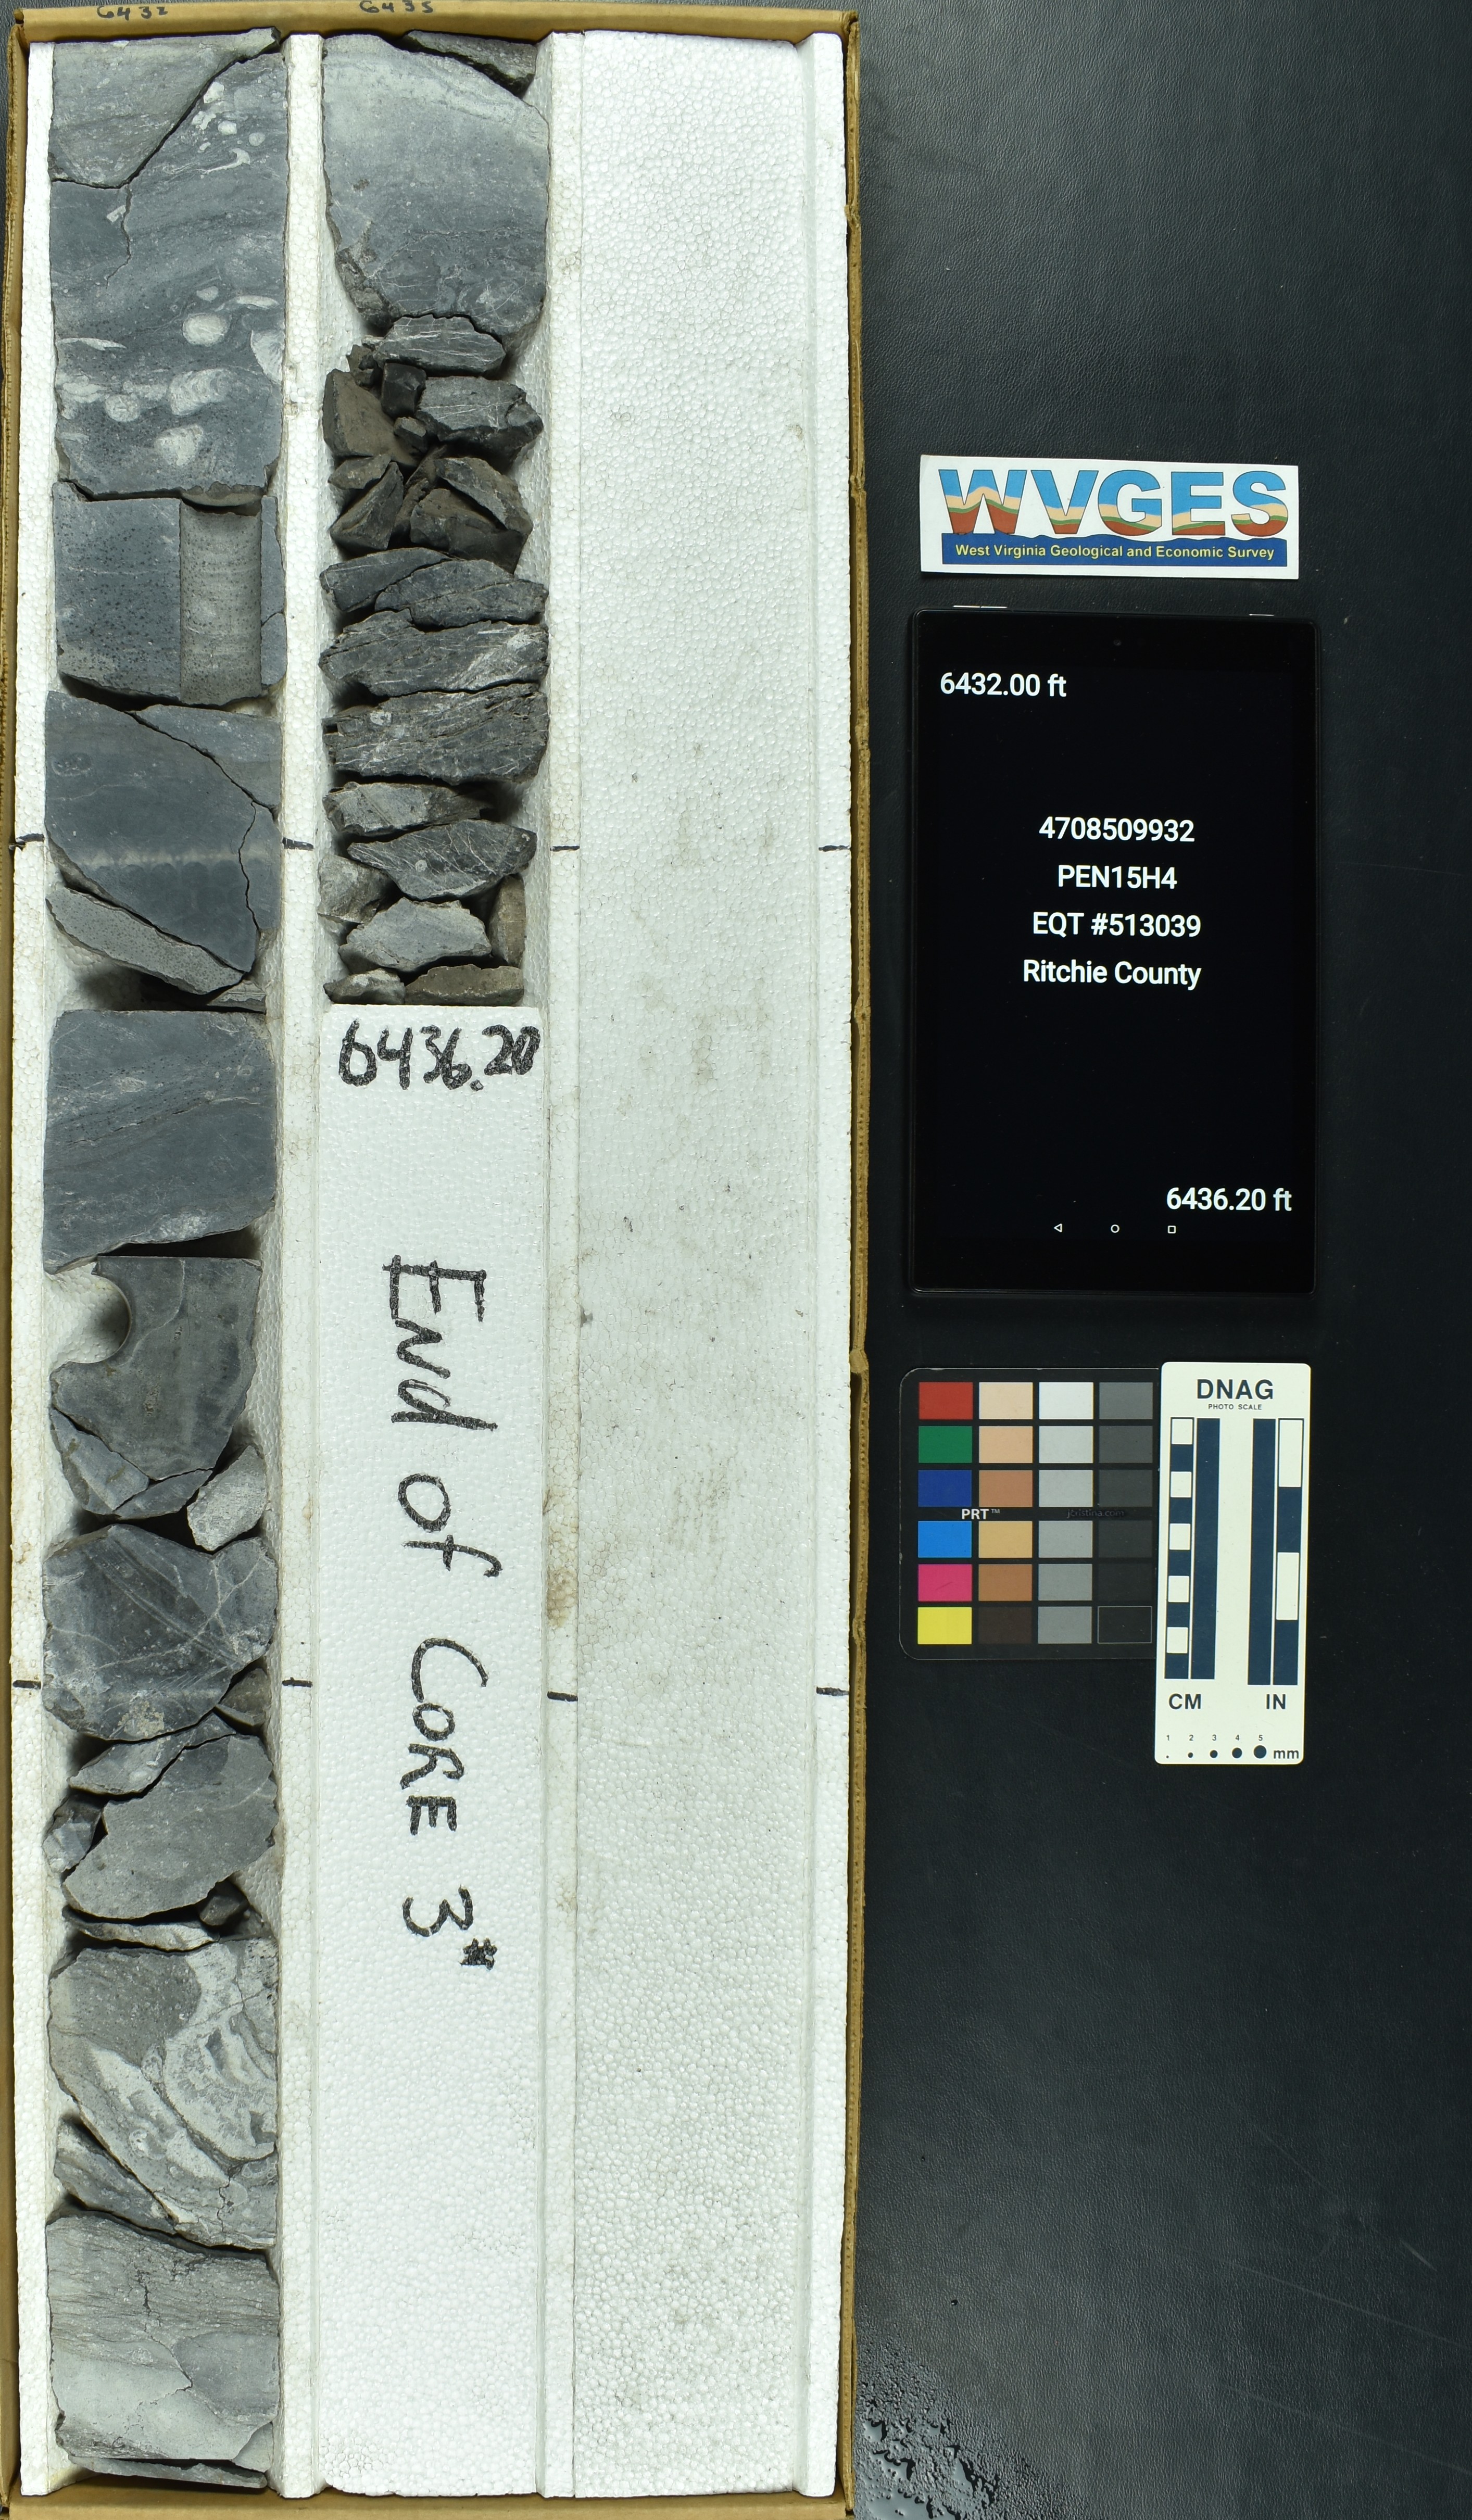 6432 6435
WVGES
West Virginia Geological and Economic Survey
6432.00 ft
4708509932
PEN15H4
EQT #513039
Ritchie County
6436.20 ft
6436.20
End of CORE 3*
DNAG
PHOTO SCALE
PRT™
CM IN
1 2 3 4 5
mm